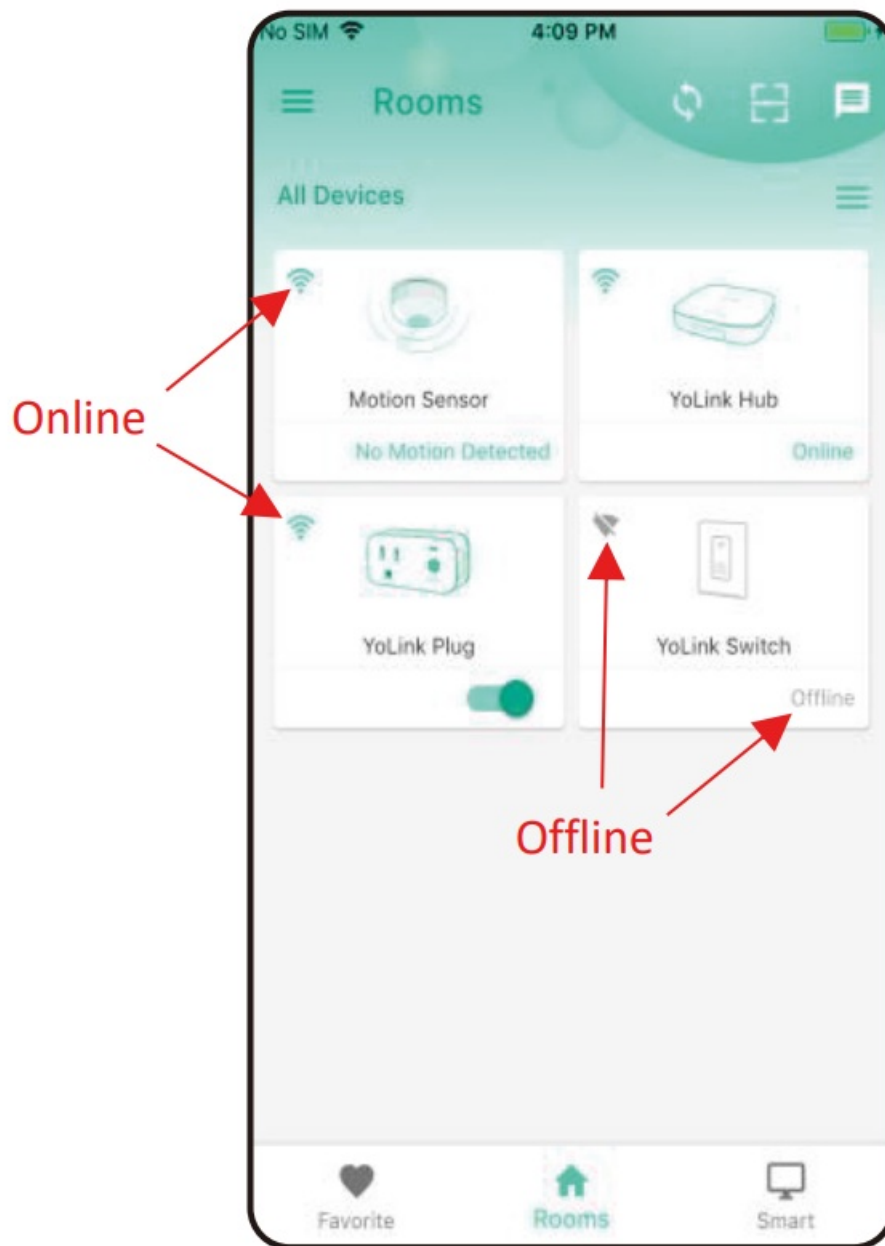 No SIM 4:09 PM
Rooms
All Devices
Motion Sensor YoLink Hub
No Motion Detected Online
Online
YoLink Plug YoLink Switch
Offline
Offline
Favorite Rooms Smart